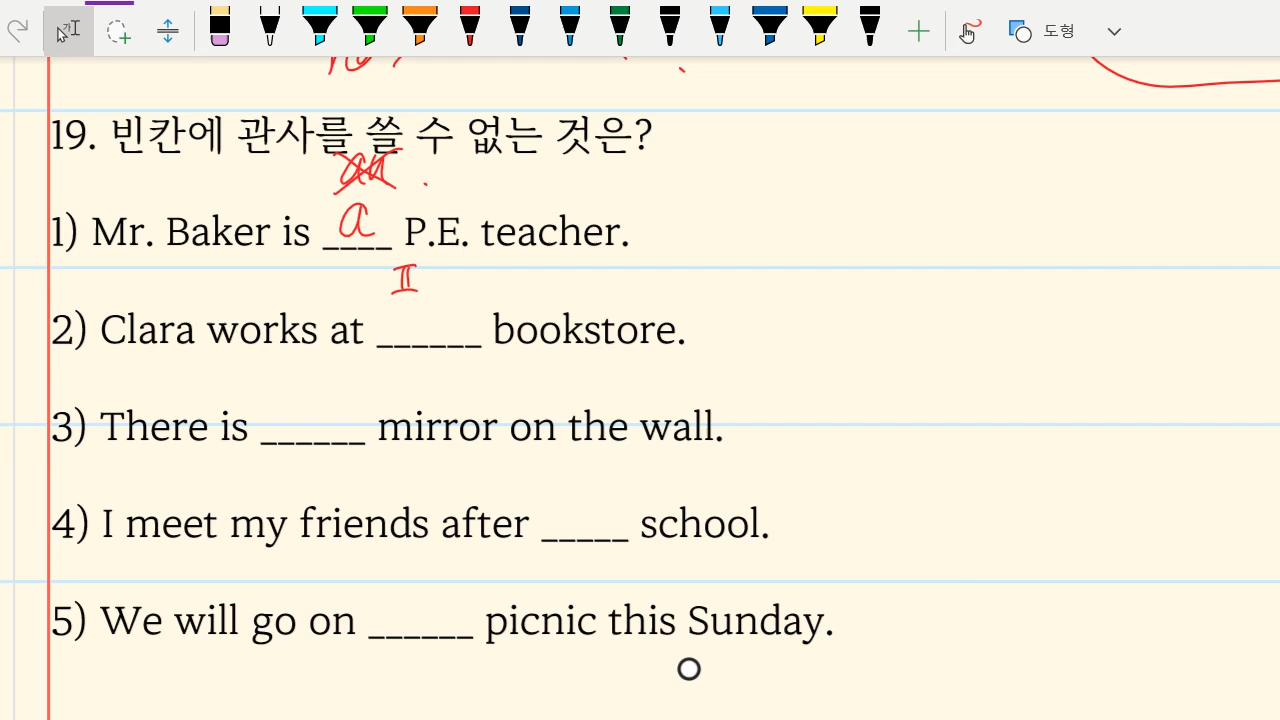 도형
19. 빈칸에 관사를 쓸 수 없는 것은?
a
1) Mr. Baker is ____ P.E. teacher.
ㅍ
2) Clara works at ______ bookstore.
3) There is ______ mirror on the wall.
4) I meet my friends after _____ school.
5) We will go on ______ picnic this Sunday.